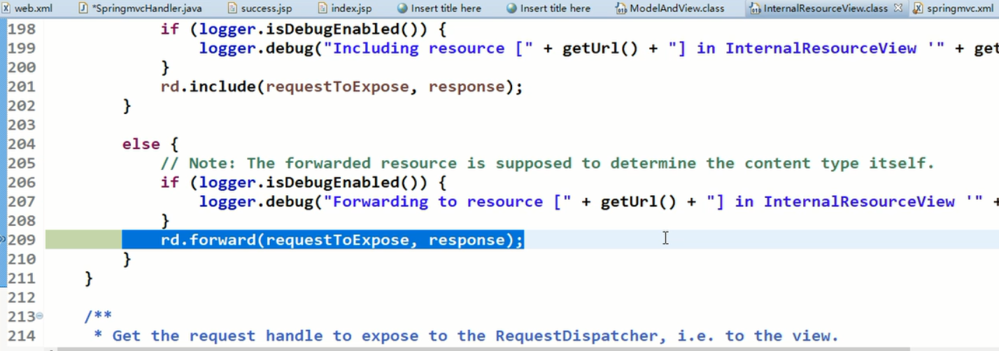 web.xml *SpringmvcHandler.java success.jsp index.jsp Insert title here Insert title here ModelAndView.class InternalResourceView.class springmvc.xml
198 if (logger.isDebugEnabled()) {
199 logger.debug("Including resource [" + getUrl() + "] in InternalResourceView '" + get
200 }
201 rd.include(requestToExpose, response);
202 }
203
204 else {
205 // Note: The forwarded resource is supposed to determine the content type itself.
206 if (logger.isDebugEnabled()) {
207 logger.debug("Forwarding to resource [" + getUrl() + "] in InternalResourceView '" +
208 }
209 rd.forward(requestToExpose, response);
210 }
211 }
212
213 /**
214 * Get the request handle to expose to the RequestDispatcher, i.e. to the view.